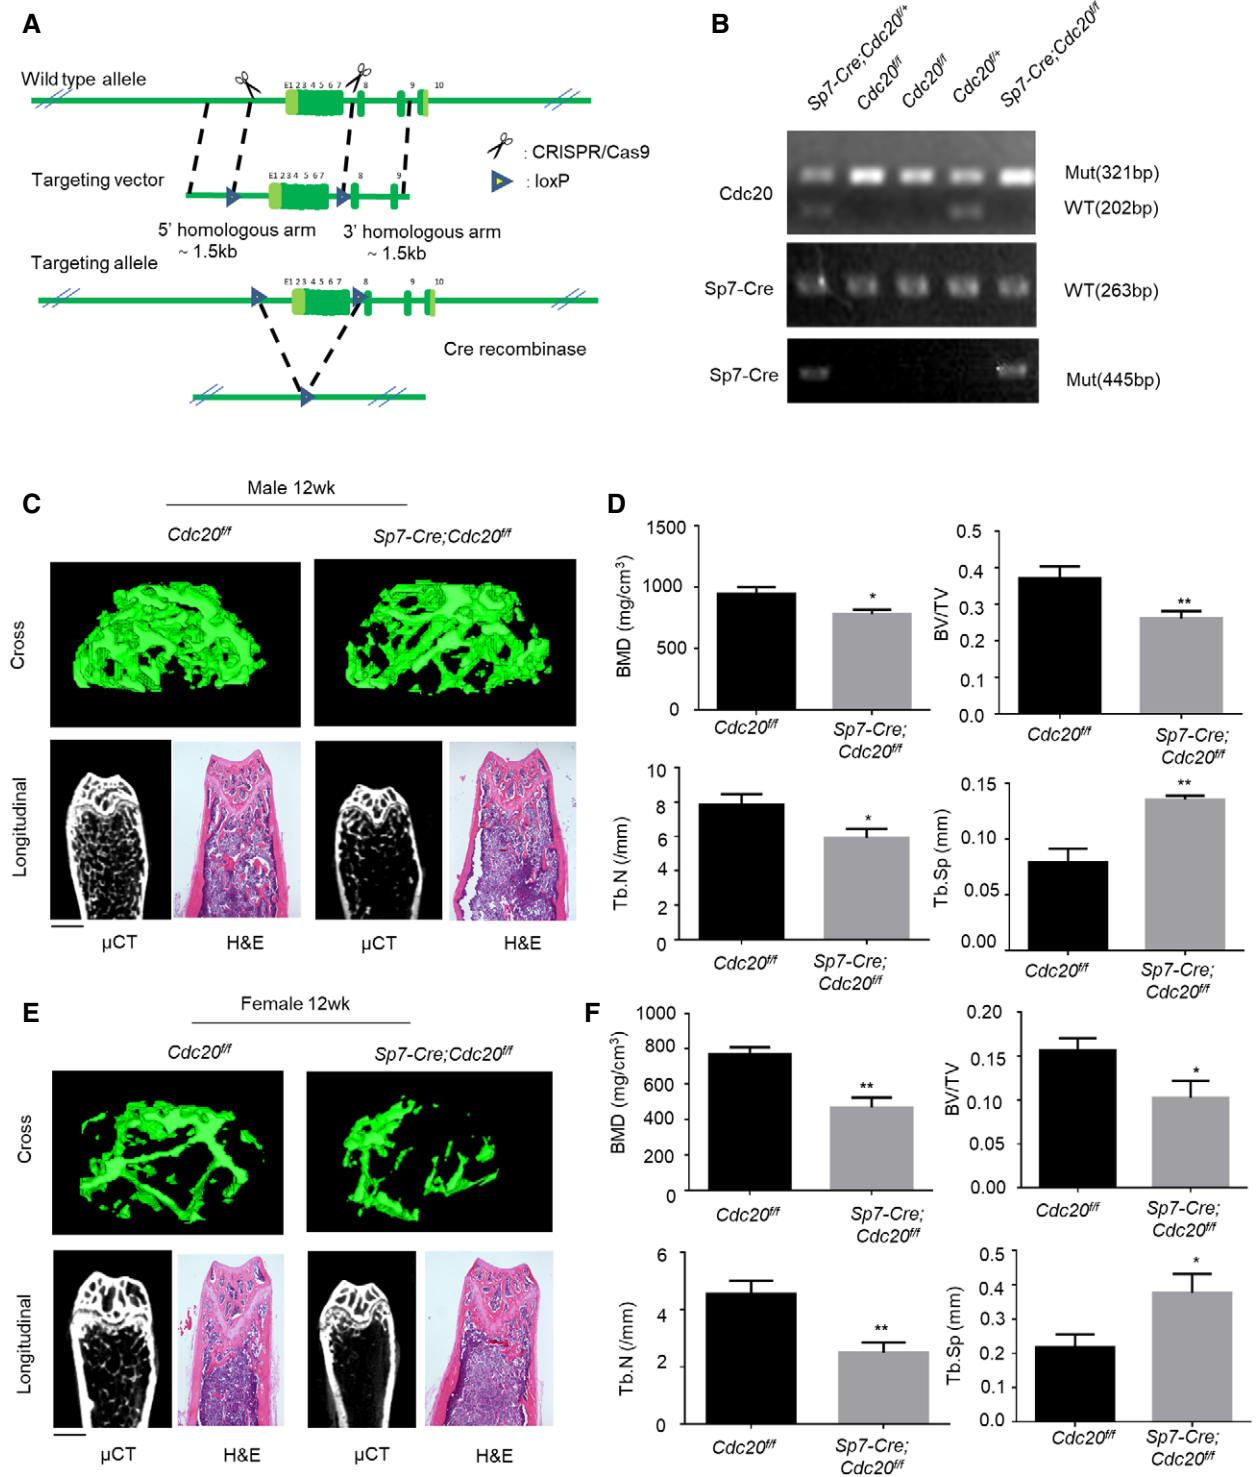 A
Wild type allele
E1 2 3 4 5 6 7 8 9 10
: CRISPR/Cas9
: loxP
Targeting vector
E1 2 3 4 5 6 7 8 9
5' homologous arm
~ 1.5kb
3' homologous arm
~ 1.5kb
Targeting allele
E1 2 3 4 5 6 7 8 9 10
Cre recombinase
B
Sp7-Cre;Cdc20f/+
Cdc20f/f
Cdc20f/f
Cdc20f/+
Sp7-Cre;Cdc20f/f
Cdc20
Mut(321bp)
WT(202bp)
Sp7-Cre
WT(263bp)
Sp7-Cre
Mut(445bp)
C
Male 12wk
Cdc20f/f
Sp7-Cre;Cdc20f/f
Cross
Longitudinal
µCT
H&E
µCT
H&E
D
BMD (mg/cm3)
1500
1000
500
0
*
Cdc20f/f
Sp7-Cre;
Cdc20f/f
BV/TV
0.5
0.4
0.3
0.2
0.1
0.0
**
Cdc20f/f
Sp7-Cre;
Cdc20f/f
Tb.N (/mm)
10
8
6
4
2
0
*
Cdc20f/f
Sp7-Cre;
Cdc20f/f
Tb.Sp (mm)
0.15
0.10
0.05
0.00
**
Cdc20f/f
Sp7-Cre;
Cdc20f/f
E
Female 12wk
Cdc20f/f
Sp7-Cre;Cdc20f/f
Cross
Longitudinal
µCT
H&E
µCT
H&E
F
BMD (mg/cm3)
1000
800
600
400
200
0
**
Cdc20f/f
Sp7-Cre;
Cdc20f/f
BV/TV
0.20
0.15
0.10
0.05
0.00
*
Cdc20f/f
Sp7-Cre;
Cdc20f/f
Tb.N (/mm)
6
4
2
0
**
Cdc20f/f
Sp7-Cre;
Cdc20f/f
Tb.Sp (mm)
0.5
0.4
0.3
0.2
0.1
0.0
*
Cdc20f/f
Sp7-Cre;
Cdc20f/f